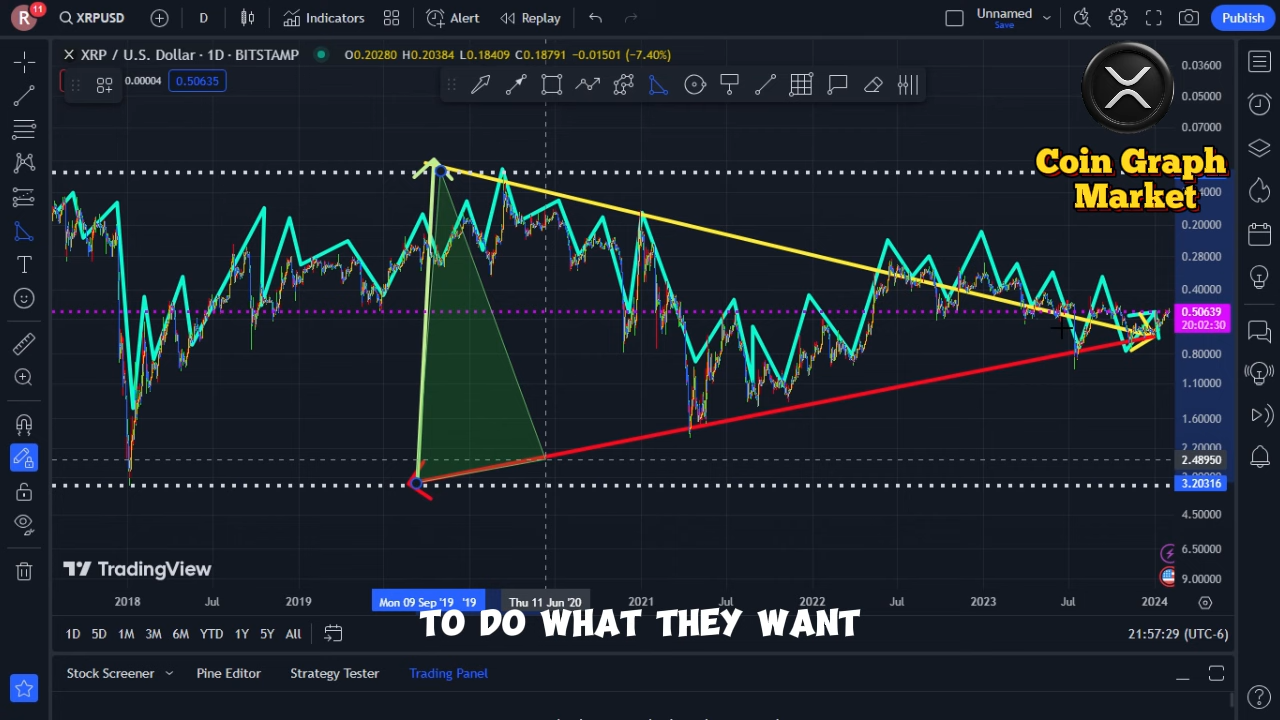 R 11 XRPUSD D Indicators Alert Replay Unnamed Save Publish
XRP / U.S. Dollar · 1D · BITSTAMP O0.20280 H0.20384 L0.18409 C0.18791 −0.01501 (−7.40%)
0.00004 0.50635
0.03600
0.05000
0.07000
Coin Graph
Market
0.20000
0.28000
0.40000
0.50639
20:02:30
0.80000
1.10000
1.60000
2.48950
3.20316
4.50000
6.50000
9.00000
TradingView
2018 Jul 2019 Mon 09 Sep '19 '19 Thu 11 Jun '20 2021 Jul 2022 Jul 2023 Jul 2024
TO DO WHAT THEY WANT
1D 5D 1M 3M 6M YTD 1Y 5Y All 21:57:29 (UTC-6)
Stock Screener Pine Editor Strategy Tester Trading Panel